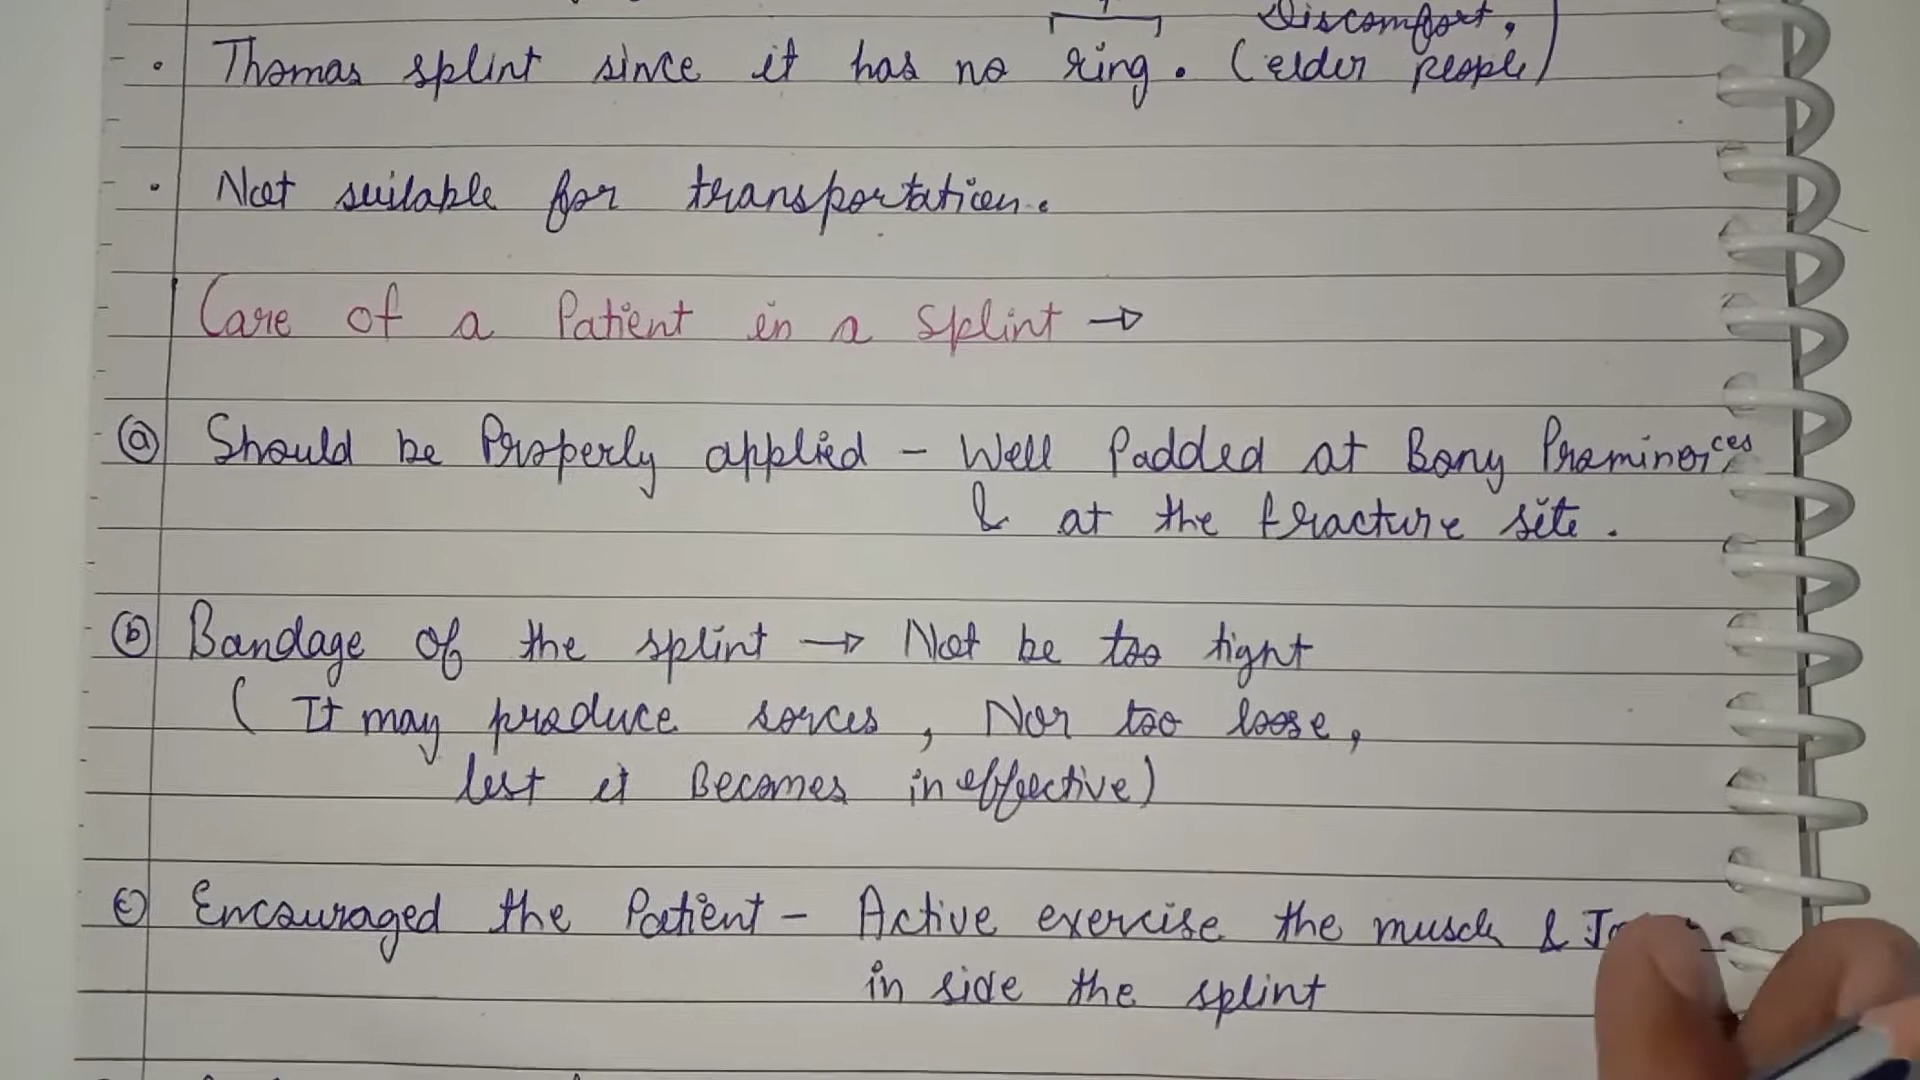 Discomfort,
• Thomas splint since it has no ring. (elder people)
• Not suilable for transportation.
Care of a Patient in a Splint →
ⓐ Should be Properly applied - Well Padded at Bony Prominences
& at the fracture site.
ⓑ Bandage of the splint → Not be too tight
( It may produce sorces, Nor too loose,
lest it Becomes ineffective)
ⓒ Encouraged the Patient - Active exercise the muscle &
in side the splint